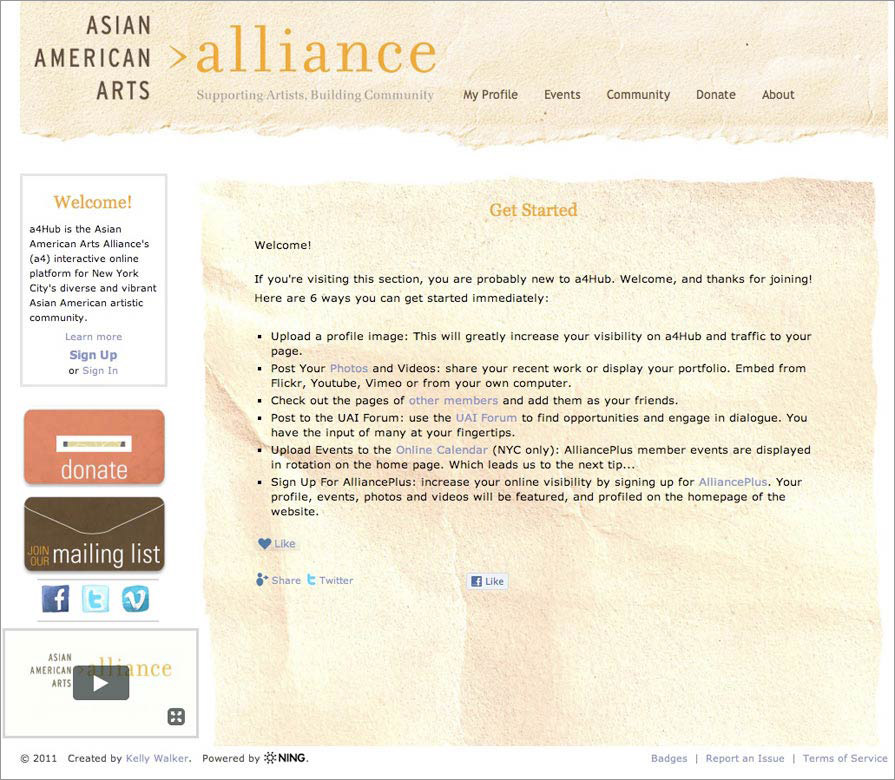 ASIAN
AMERICAN
ARTS
>alliance
Supporting Artists, Building Community
My Profile Events Community Donate About
Welcome!
a4Hub is the Asian
American Arts Alliance's
(a4) interactive online
platform for New York
City's diverse and vibrant
Asian American artistic
community.
Learn more
Sign Up
or Sign In
donate
JOIN
OUR
mailing list
ASIAN
AMERICAN
ARTS
>alliance
Get Started
Welcome!
If you're visiting this section, you are probably new to a4Hub. Welcome, and thanks for joining!
Here are 6 ways you can get started immediately:
Upload a profile image: This will greatly increase your visibility on a4Hub and traffic to your
page.
Post Your Photos and Videos: share your recent work or display your portfolio. Embed from
Flickr, Youtube, Vimeo or from your own computer.
Check out the pages of other members and add them as your friends.
Post to the UAI Forum: use the UAI Forum to find opportunities and engage in dialogue. You
have the input of many at your fingertips.
Upload Events to the Online Calendar (NYC only): AlliancePlus member events are displayed
in rotation on the home page. Which leads us to the next tip...
Sign Up For AlliancePlus: increase your online visibility by signing up for AlliancePlus. Your
profile, events, photos and videos will be featured, and profiled on the homepage of the
website.
Like
Share Twitter Like
© 2011 Created by Kelly Walker. Powered by NING.
Badges | Report an Issue | Terms of Service